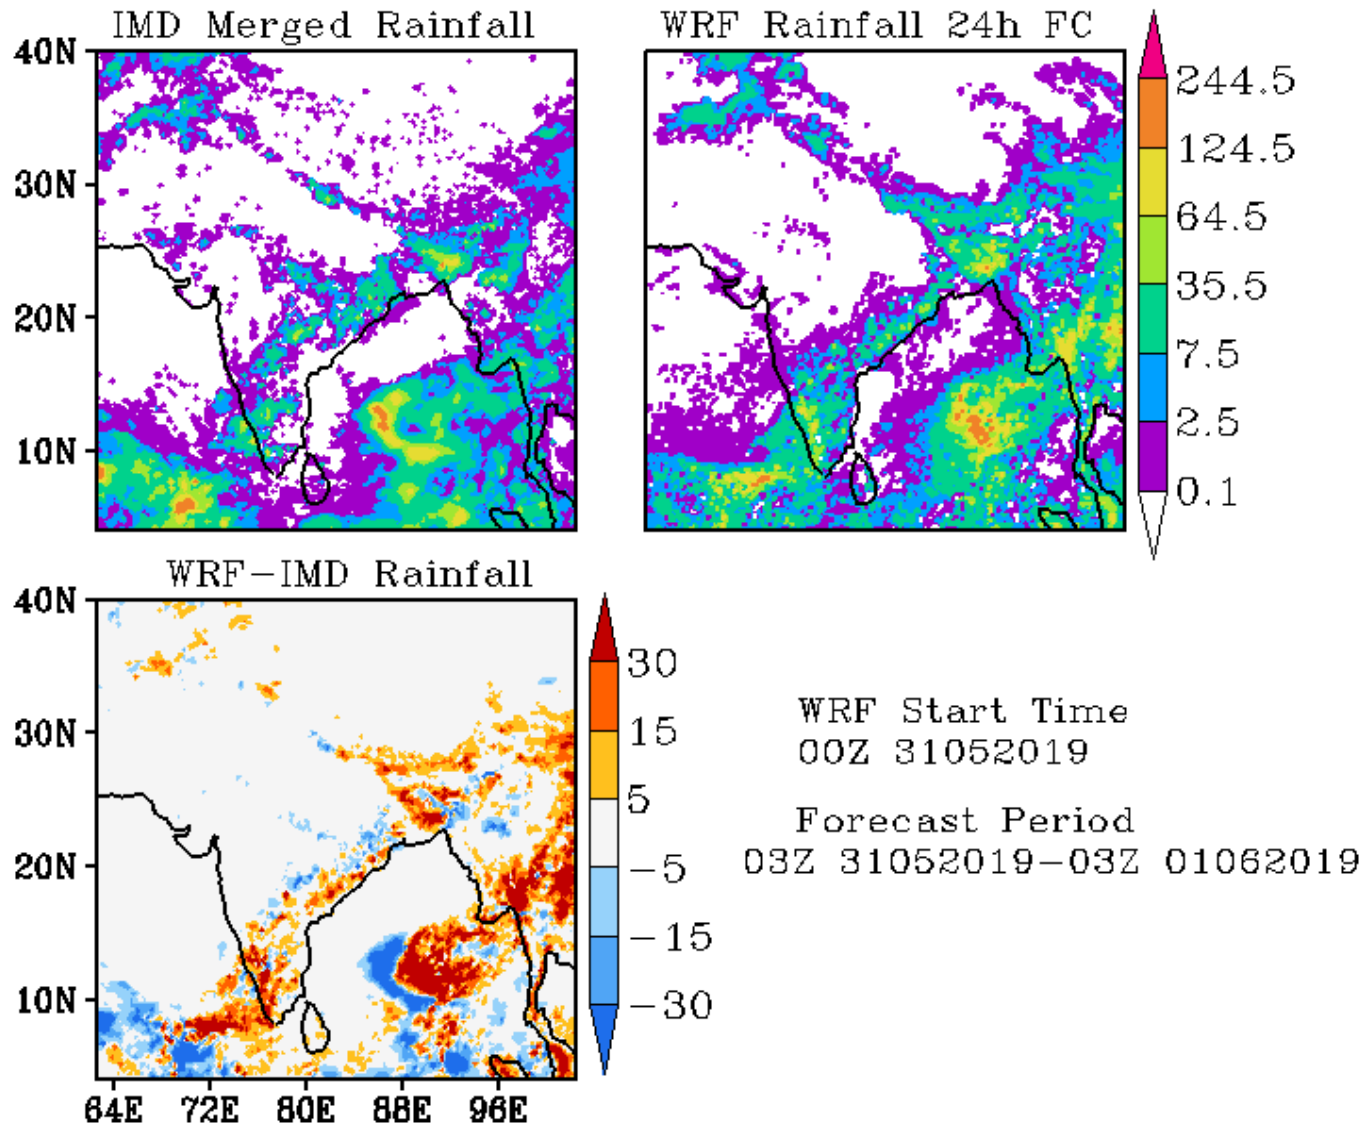 IMD Merged Rainfall
WRF Rainfall 24h FC
40N
30N
20N
10N
244.5
124.5
64.5
35.5
7.5
2.5
0.1
WRF-IMD Rainfall
40N
30N
20N
10N
64E 72E 80E 88E 96E
30
15
5
-5
-15
-30
WRF Start Time
00Z 31052019
Forecast Period
03Z 31052019-03Z 01062019